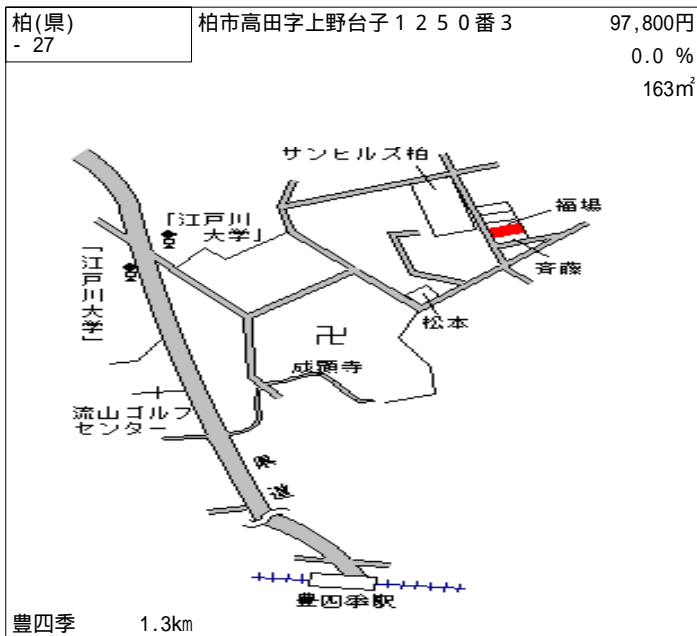 柏(県)
- 27
柏市高田字上野台子１２５０番３
97,800円
0.0 %
163㎡
サンヒルズ柏
福場
「江戸川
大学」
斉藤
「江戸川大学」
松本
卍
成顕寺
流山ゴルフ
センター
県道
豊四季駅
豊四季 1.3km